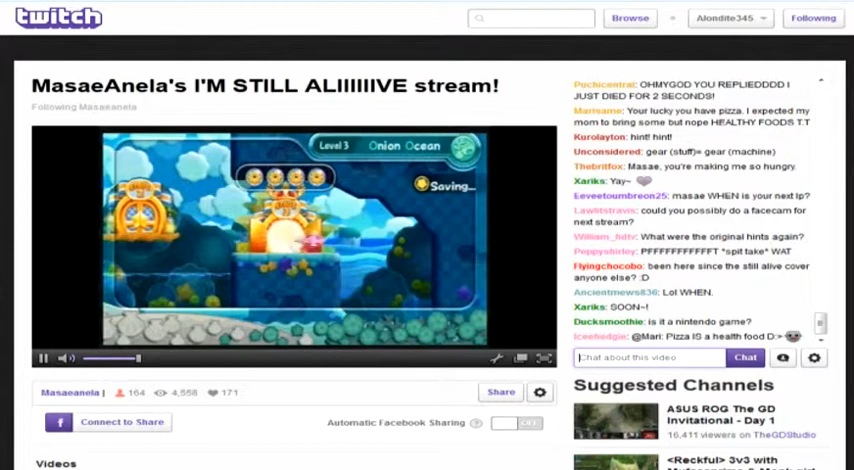 twitch
Browse
Alondite345
Following
MasaeAnela's I'M STILL ALIIIIIIVE stream!
Following Masaeanela
Level 3 Onion Ocean
Saving...
Pochicentral: OHMYGOD YOU REPLIEDDDD I
JUST DIED FOR 2 SECONDS!
Mariename: Your lucky you have pizza. I expected my
mom to bring some but nope HEALTHY FOODS T.T
Kurolayton: hint! hint!
Unconsidered: gear (stuff)= gear (machine)
Thebritfox: Masae, you're making me so hungry.
Xariks: Yay~
Eeveetoumbreon25: masae WHEN is your next lp?
Lawlitstravis: could you possibly do a facecam for
next stream?
William_hdtv: What were the original hints again?
Peppyshirley: PFFFFFFFFFFFT *spit take* WAT
Flyingchocobo: been here since the still alive cover
anyone else? :D
Ancientmews836: Lol WHEN.
Xariks: SOON~!
Ducksmoothie: is it a nintendo game?
Iceehedgie: @Mari: Pizza IS a health food D:>
Chat about this video
Chat
Masaeanela | 164 4,558 171
Share
f Connect to Share
Automatic Facebook Sharing ? OFF
Suggested Channels
ASUS ROG The GD
Invitational - Day 1
16,411 viewers on TheGDStudio
<Reckful> 3v3 with
Videos